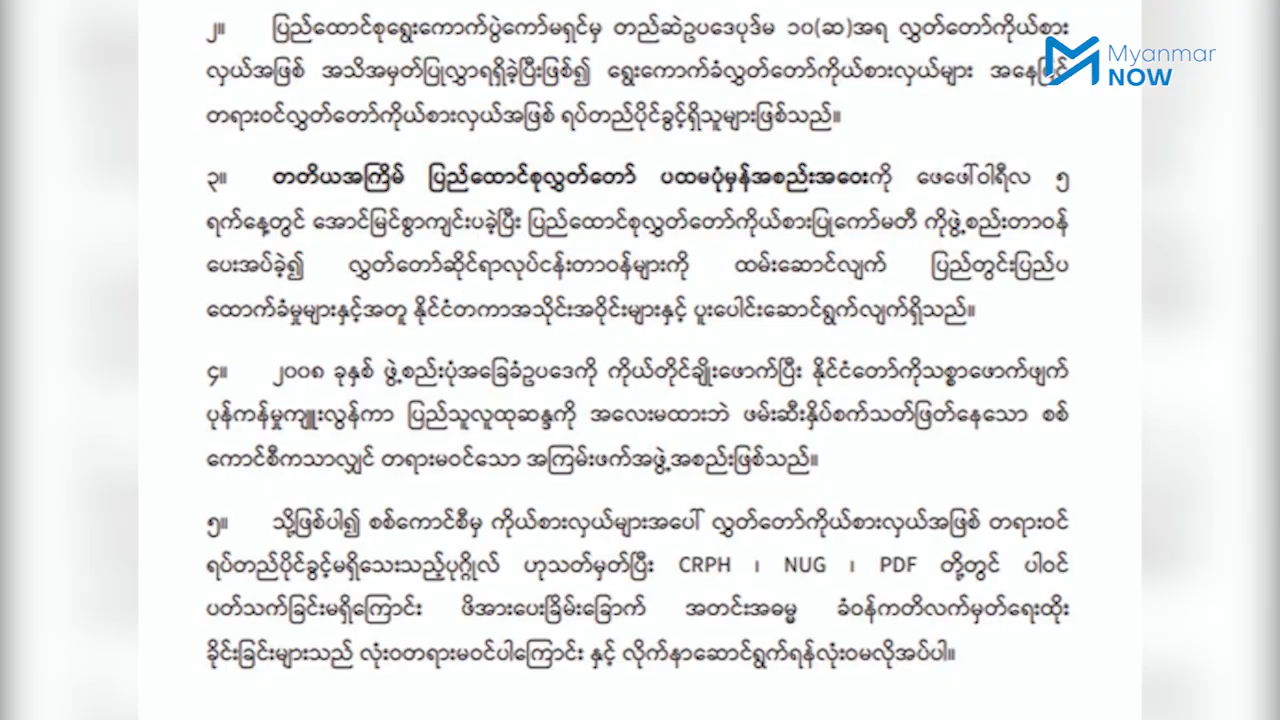 ၂။ ပြည်ထောင်စုရွေးကောက်ပွဲကော်မရှင်မှ တည်ဆဲဥပဒေပုဒ်မ ၁၀(ဆ)အရ လွှတ်တော်ကိုယ်စား
လှယ်အဖြစ် အသိအမှတ်ပြုလွှာရရှိခဲ့ပြီးဖြစ်၍ ရွေးကောက်ခံလွှတ်တော်ကိုယ်စားလှယ်များ
Myanmar
NOW
တရားဝင်လွှတ်တော်ကိုယ်စားလှယ်အဖြစ် ရပ်တည်ပိုင်ခွင့်ရှိသူများဖြစ်သည်။
၃။ တတိယအကြိမ် ပြည်ထောင်စုလွှတ်တော် ပထမပုံမှန်အစည်းအဝေးကို ဖေဖေါ်ဝါရီလ ၅
ရက်နေ့တွင် အောင်မြင်စွာကျင်းပခဲ့ပြီး ပြည်ထောင်စုလွှတ်တော်ကိုယ်စားပြုကော်မတီ ကိုဖွဲ့စည်းတာဝန်
ပေးအပ်ခဲ့၍ လွှတ်တော်ဆိုင်ရာလုပ်ငန်းတာဝန်များကို ထမ်းဆောင်လျက် ပြည်တွင်းပြည်ပ
ထောက်ခံမှုများနှင့်အတူ နိုင်ငံတကာအသိုင်းအဝိုင်းများနှင့် ပူးပေါင်းဆောင်ရွက်လျက်ရှိသည်။
၄။ ၂၀၀၈ ခုနှစ် ဖွဲ့စည်းပုံအခြေခံဥပဒေကို ကိုယ်တိုင်ချိုးဖောက်ပြီး နိုင်ငံတော်ကိုသစ္စာဖောက်ဖျက်
ပုန်ကန်မှုကျူးလွန်ကာ ပြည်သူလူထုဆန္ဒကို အလေးမထားဘဲ ဖမ်းဆီးနှိပ်စက်သတ်ဖြတ်နေသော စစ်
ကောင်စီကသာလျှင် တရားမဝင်သော အကြမ်းဖက်အဖွဲ့အစည်းဖြစ်သည်။
၅။ သို့ဖြစ်ပါ၍ စစ်ကောင်စီမှ ကိုယ်စားလှယ်များအပေါ် လွှတ်တော်ကိုယ်စားလှယ်အဖြစ် တရားဝင်
ရပ်တည်ပိုင်ခွင့်မရှိသေးသည့်ပုဂ္ဂိုလ် ဟုသတ်မှတ်ပြီး CRPH ၊ NUG ၊ PDF တို့တွင် ပါဝင်
ပတ်သက်ခြင်းမရှိကြောင်း ဖိအားပေးခြိမ်းခြောက် အတင်းအဓမ္မ ခံဝန်ကတိလက်မှတ်ရေးထိုး
ခိုင်းခြင်းများသည် လုံးဝတရားမဝင်ပါကြောင်း နှင့် လိုက်နာဆောင်ရွက်ရန်လုံးဝမလိုအပ်ပါ။